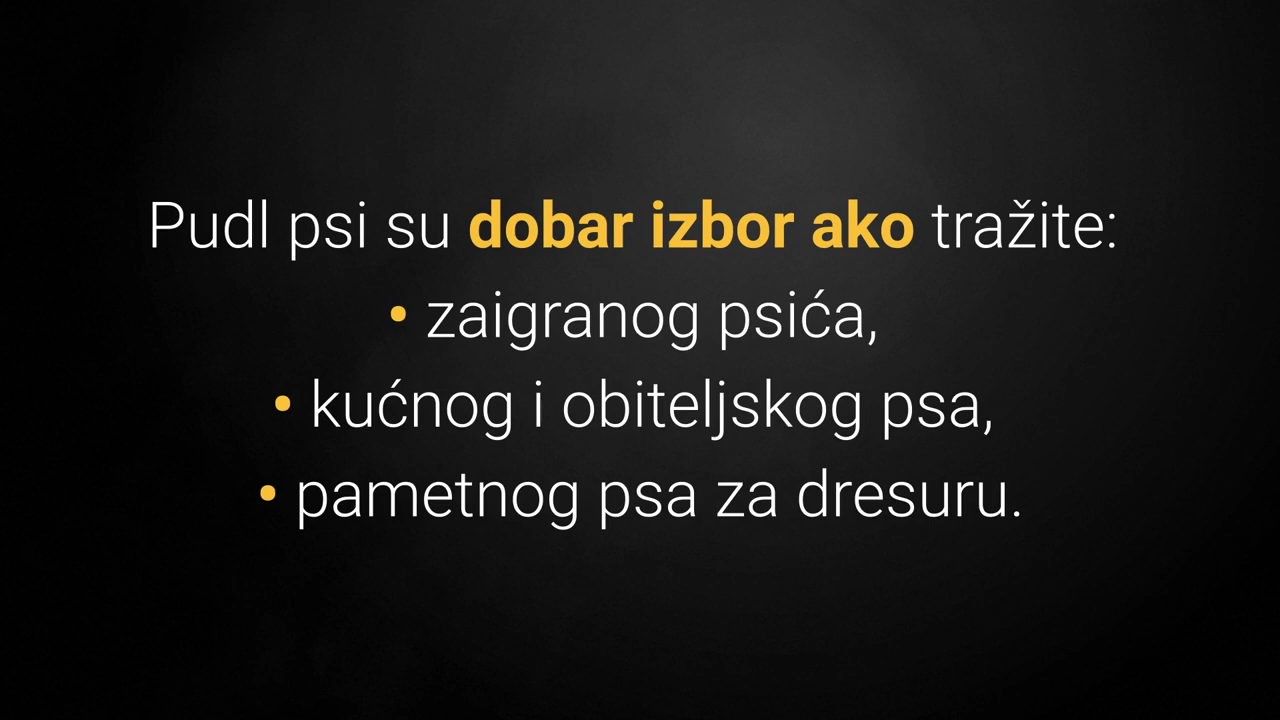 Pudl psi su dobar izbor ako tražite:
• zaigranog psića,
• kućnog i obiteljskog psa,
• pametnog psa za dresuru.